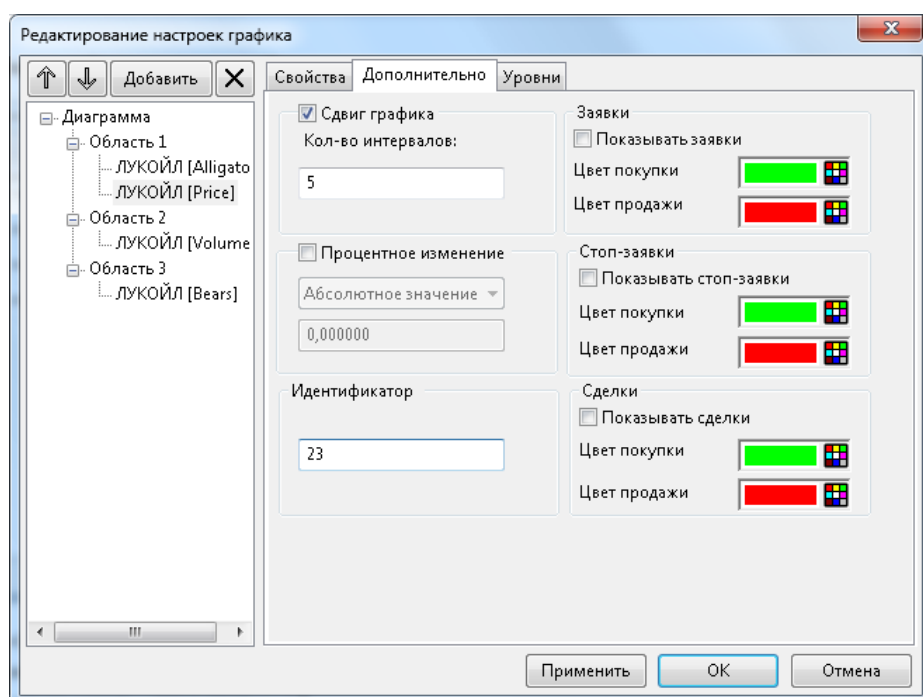 Редактирование настроек графика
Добавить
Диаграмма
Область 1
ЛУКОЙЛ [Alligato
ЛУКОЙЛ [Price]
Область 2
ЛУКОЙЛ [Volume
Область 3
ЛУКОЙЛ [Bears]
Свойства Дополнительно Уровни
Сдвиг графика
Кол-во интервалов:
5
Процентное изменение
Абсолютное значение
0,000000
Идентификатор
23
Заявки
Показывать заявки
Цвет покупки
Цвет продажи
Стоп-заявки
Показывать стоп-заявки
Цвет покупки
Цвет продажи
Сделки
Показывать сделки
Цвет покупки
Цвет продажи
Применить OK Отмена